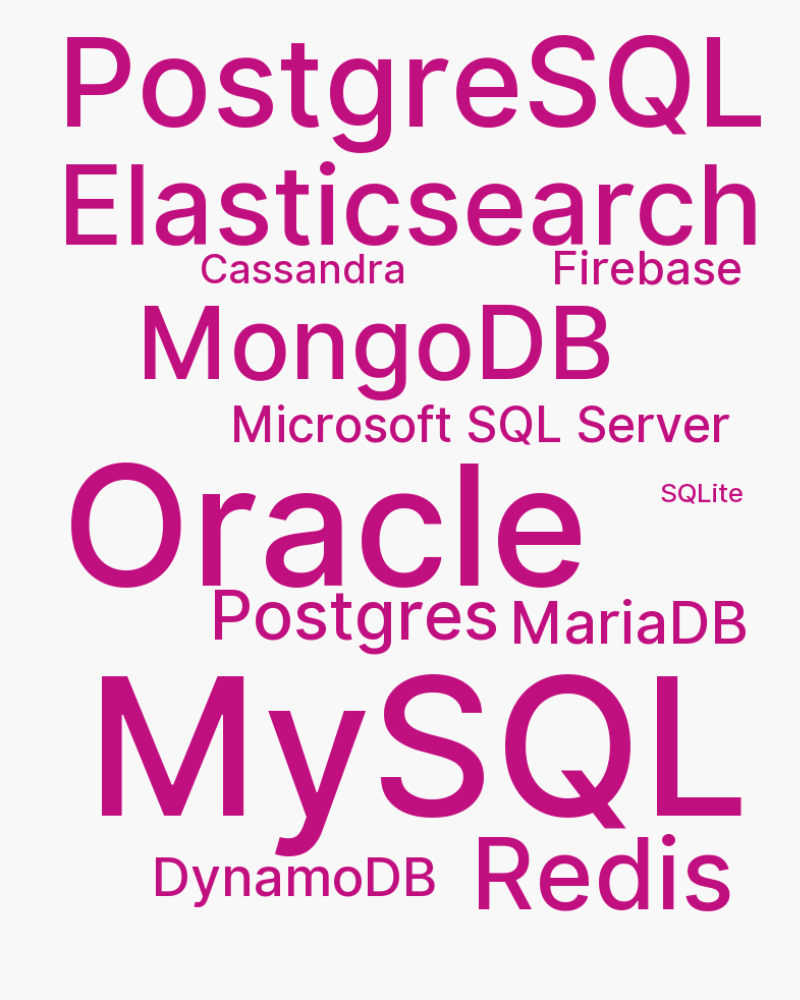 PostgreSQL
Elasticsearch
Cassandra Firebase
MongoDB
Microsoft SQL Server
Oracle SQLite
Postgres MariaDB
MySQL
DynamoDB Redis